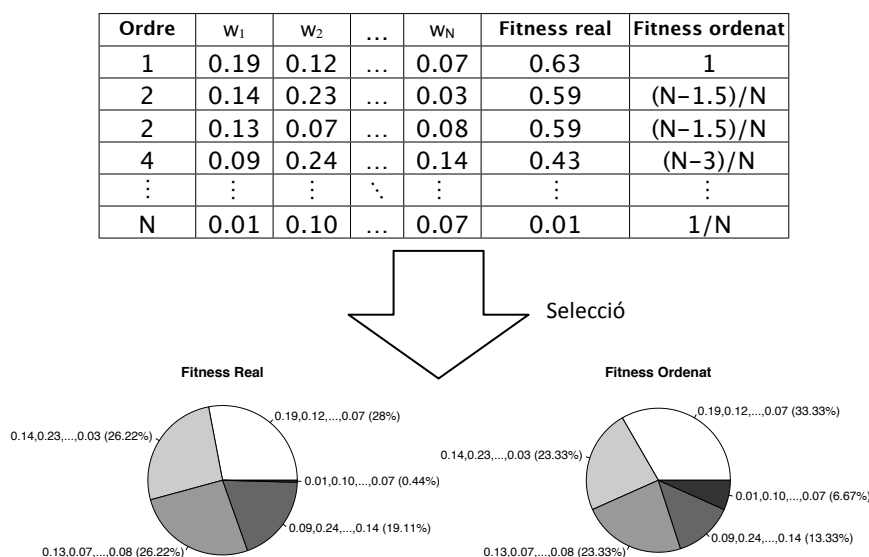 Ordre w₁ w₂ ... w_N Fitness real Fitness ordenat
1 0.19 0.12 ... 0.07 0.63 1
2 0.14 0.23 ... 0.03 0.59 (N-1.5)/N
2 0.13 0.07 ... 0.08 0.59 (N-1.5)/N
4 0.09 0.24 ... 0.14 0.43 (N-3)/N
⋮ ⋮ ⋮ ⋱ ⋮ ⋮ ⋮
N 0.01 0.10 ... 0.07 0.01 1/N
Selecció
Fitness Real
0.19,0.12,...,0.07 (28%)
0.14,0.23,...,0.03 (26.22%)
0.01,0.10,...,0.07 (0.44%)
0.09,0.24,...,0.14 (19.11%)
0.13,0.07,...,0.08 (26.22%)
Fitness Ordenat
0.19,0.12,...,0.07 (33.33%)
0.14,0.23,...,0.03 (23.33%)
0.01,0.10,...,0.07 (6.67%)
0.09,0.24,...,0.14 (13.33%)
0.13,0.07,...,0.08 (23.33%)